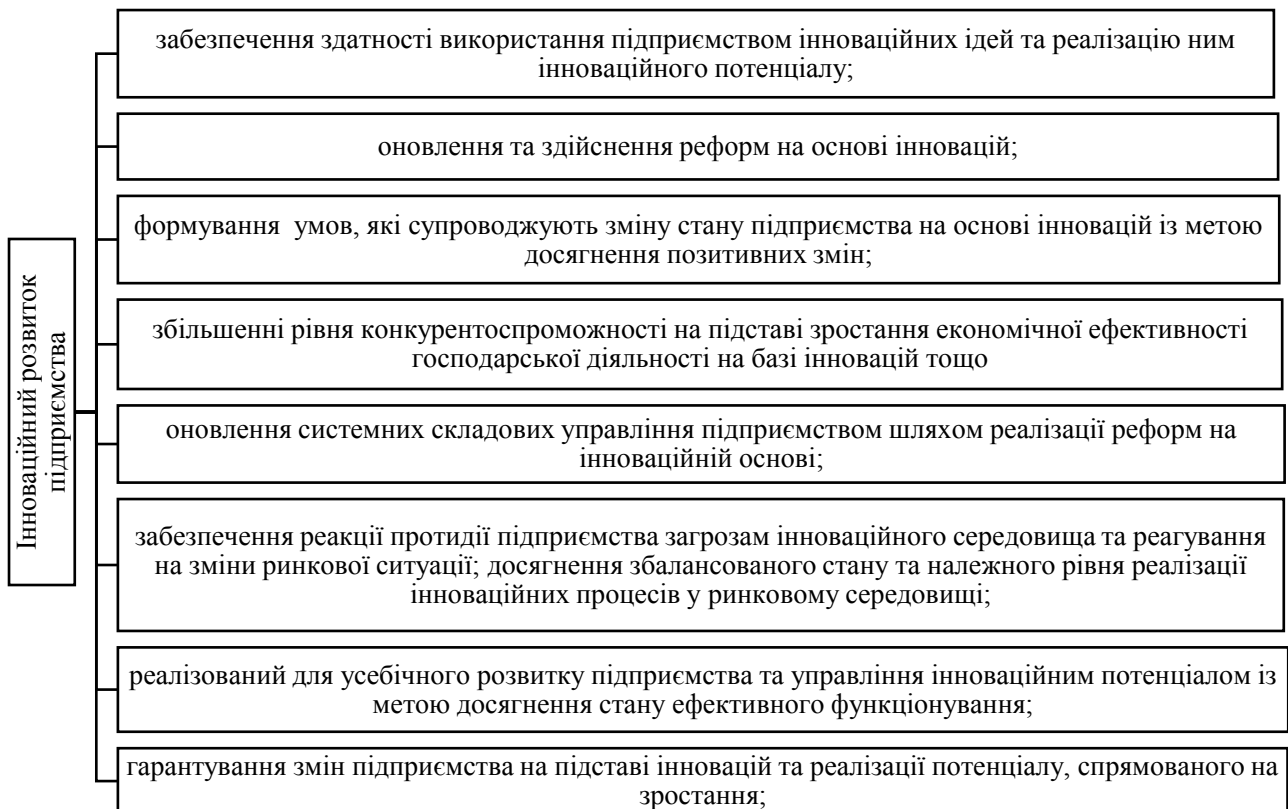 Інноваційний розвиток
підприємства
забезпечення здатності використання підприємством інноваційних ідей та реалізацію ним
інноваційного потенціалу;
оновлення та здійснення реформ на основі інновацій;
формування  умов, які супроводжують зміну стану підприємства на основі інновацій із метою
досягнення позитивних змін;
збільшенні рівня конкурентоспроможності на підставі зростання економічної ефективності
господарської діяльності на базі інновацій тощо
оновлення системних складових управління підприємством шляхом реалізації реформ на
інноваційній основі;
забезпечення реакції протидії підприємства загрозам інноваційного середовища та реагування
на зміни ринкової ситуації; досягнення збалансованого стану та належного рівня реалізації
інноваційних процесів у ринковому середовищі;
реалізований для усебічного розвитку підприємства та управління інноваційним потенціалом із
метою досягнення стану ефективного функціонування;
гарантування змін підприємства на підставі інновацій та реалізації потенціалу, спрямованого на
зростання;